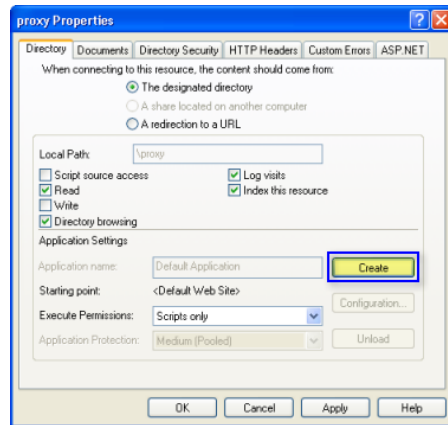 proxy Properties
Directory Documents Directory Security HTTP Headers Custom Errors ASP.NET
When connecting to this resource, the content should come from:
The designated directory
A share located on another computer
A redirection to a URL
Local Path: \proxy
Script source access Log visits
Read Index this resource
Write
Directory browsing
Application Settings
Application name: Default Application Create
Starting point: <Default Web Site> Configuration...
Execute Permissions: Scripts only
Application Protection: Medium (Pooled) Unload
OK Cancel Apply Help